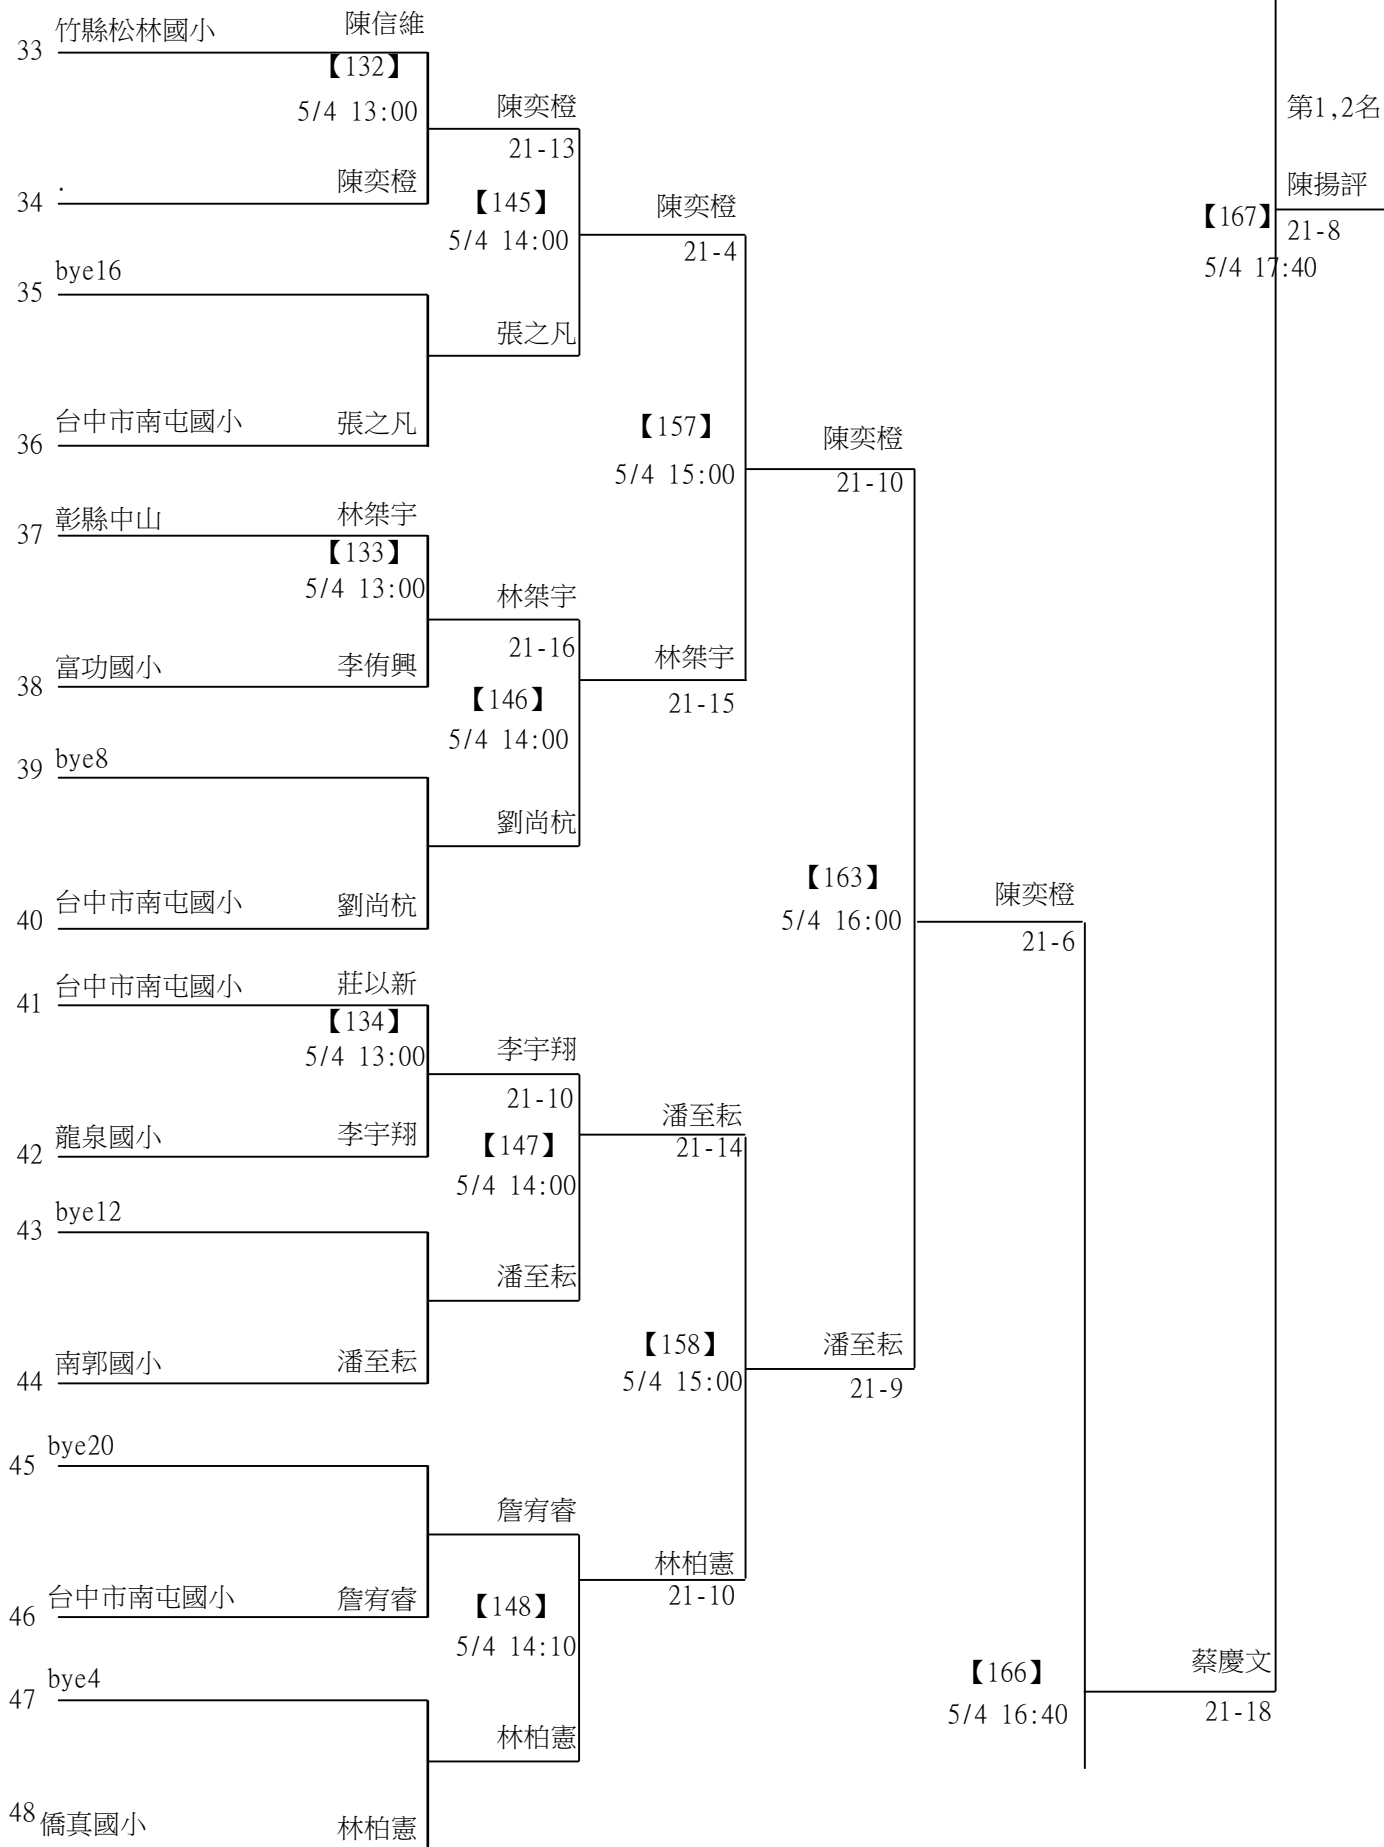 33 竹縣松林國小 陳信維
【132】
5/4 13:00
陳奕橙
21-13
34 . 陳奕橙
【145】
5/4 14:00
陳奕橙
21-4
35 bye16
張之凡
36 台中市南屯國小 張之凡
【157】
5/4 15:00
陳奕橙
21-10
37 彰縣中山 林桀宇
【133】
5/4 13:00
林桀宇
21-16
38 富功國小 李侑興
【146】
5/4 14:00
林桀宇
21-15
39 bye8
劉尚杭
40 台中市南屯國小 劉尚杭
【163】
5/4 16:00
陳奕橙
21-6
41 台中市南屯國小 莊以新
【134】
5/4 13:00
李宇翔
21-10
42 龍泉國小 李宇翔
【147】
5/4 14:00
潘至耘
21-14
43 bye12
潘至耘
44 南郭國小 潘至耘
【158】
5/4 15:00
潘至耘
21-9
45 bye20
詹宥睿
46 台中市南屯國小 詹宥睿
【148】
5/4 14:10
林柏憲
21-10
47 bye4
林柏憲
48 僑真國小 林柏憲
【166】
5/4 16:40
蔡慶文
21-18
第1,2名
【167】
5/4 17:40
陳揚評
21-8